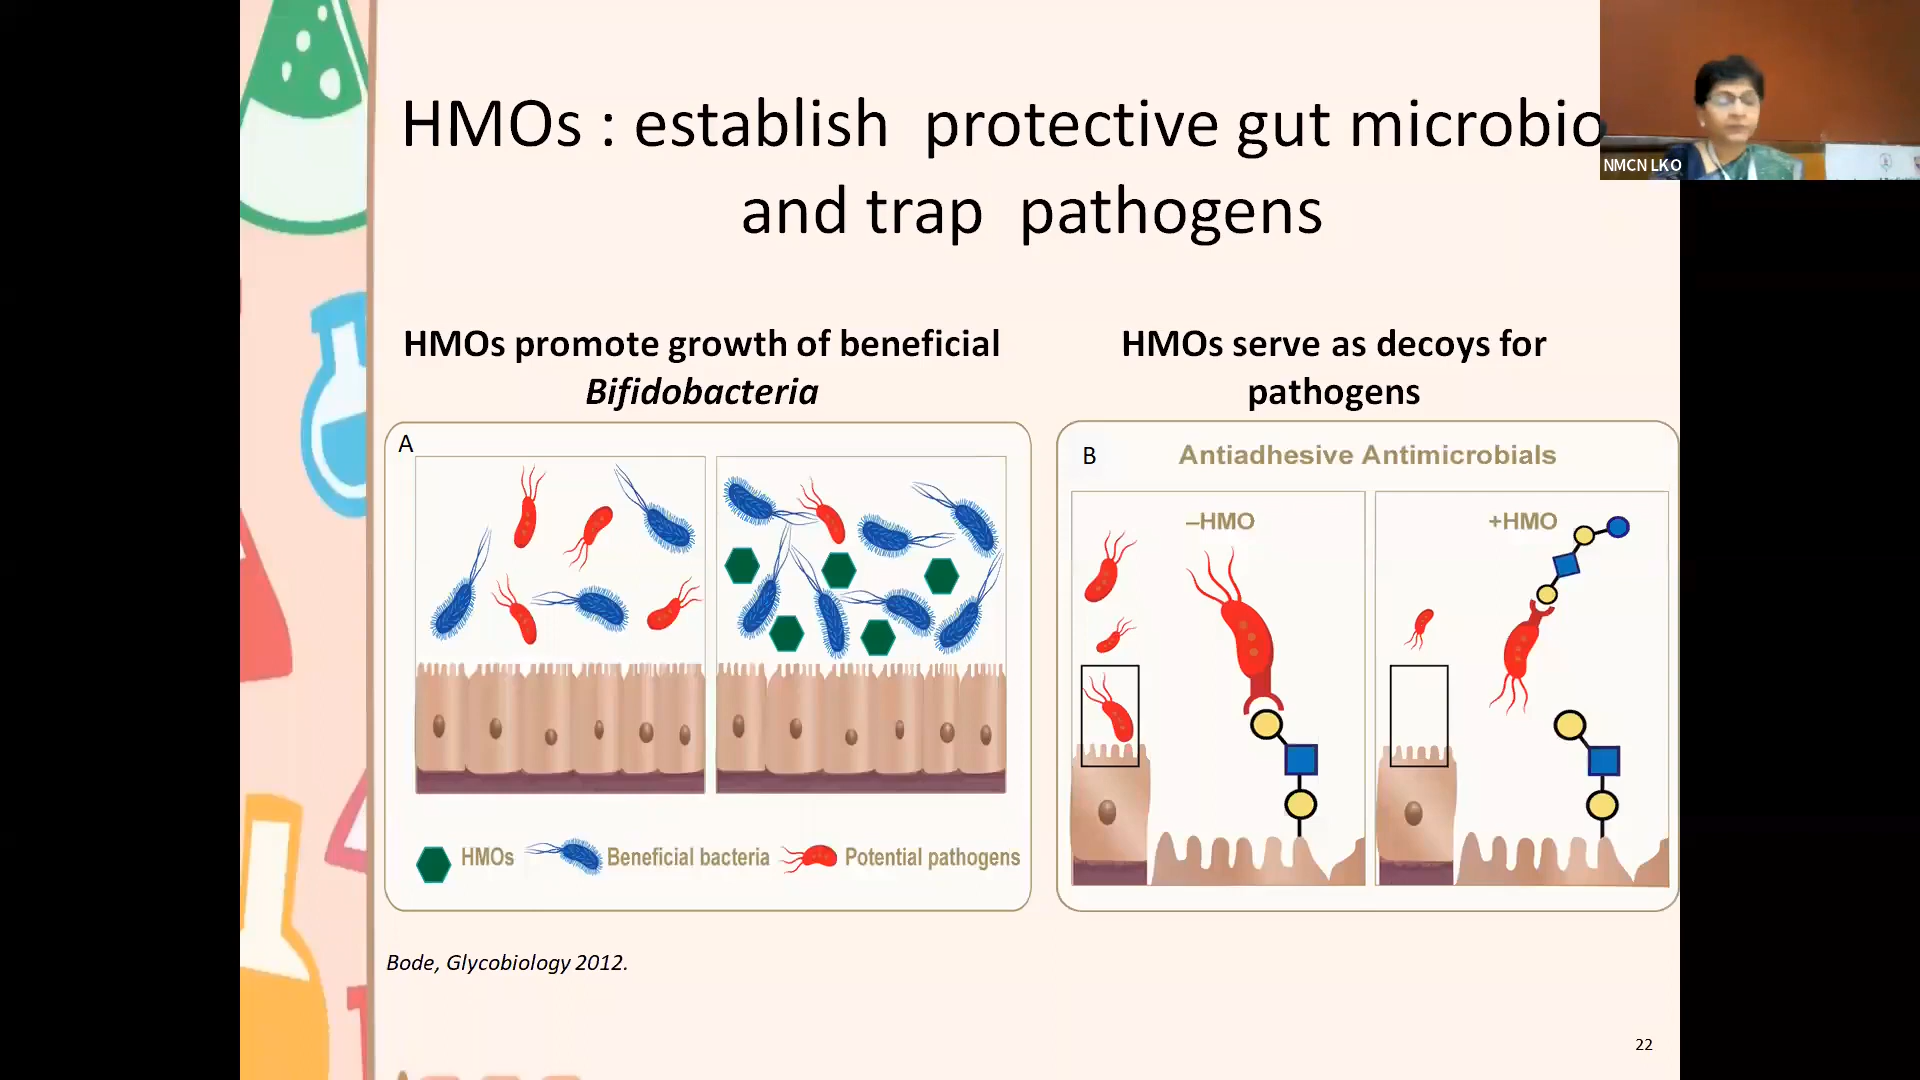 HMOs : establish protective gut microbio
and trap pathogens
NMCN LKO
HMOs promote growth of beneficial
Bifidobacteria
HMOs serve as decoys for
pathogens
A
B
Antiadhesive Antimicrobials
–HMO
+HMO
HMOs
Beneficial bacteria
Potential pathogens
Bode, Glycobiology 2012.
22